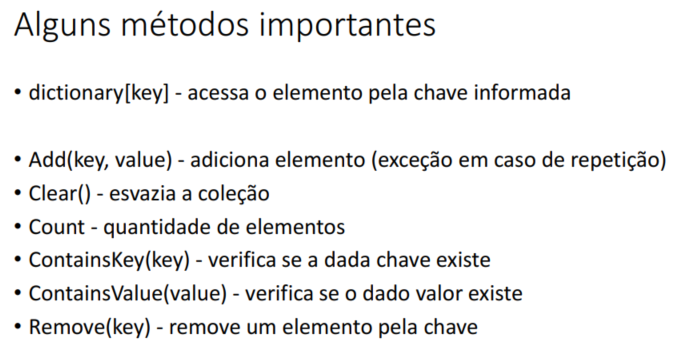 Alguns métodos importantes
• dictionary[key] - acessa o elemento pela chave informada
• Add(key, value) - adiciona elemento (exceção em caso de repetição)
• Clear() - esvazia a coleção
• Count - quantidade de elementos
• ContainsKey(key) - verifica se a dada chave existe
• ContainsValue(value) - verifica se o dado valor existe
• Remove(key) - remove um elemento pela chave